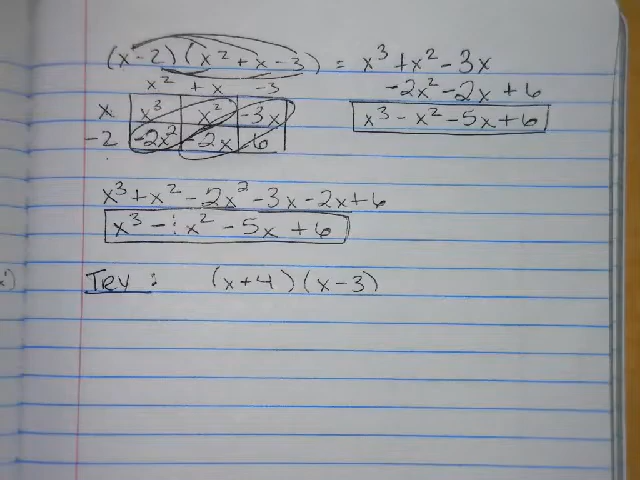 (x-2)(x² + x - 3) = x³ + x² - 3x
-2x² - 2x + 6
x³ - x² - 5x + 6
x² + x -3
x x³ x² -3x
-2 -2x² -2x 6
x³ + x² - 2x² - 3x - 2x + 6
x³ - x² - 5x + 6
Try : (x+4)(x-3)